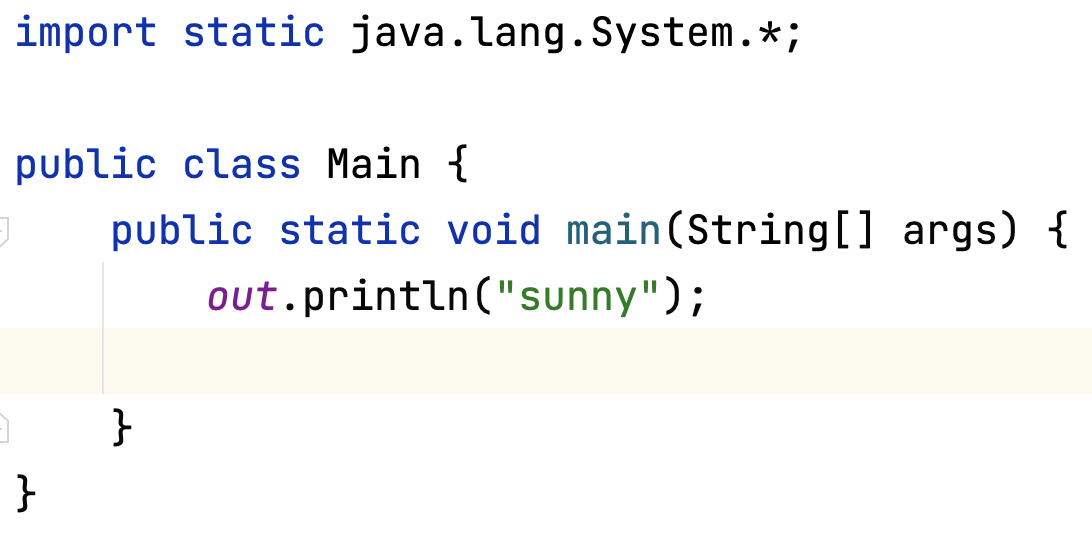 import static java.lang.System.*;
public class Main {
public static void main(String[] args) {
out.println("sunny");
}
}